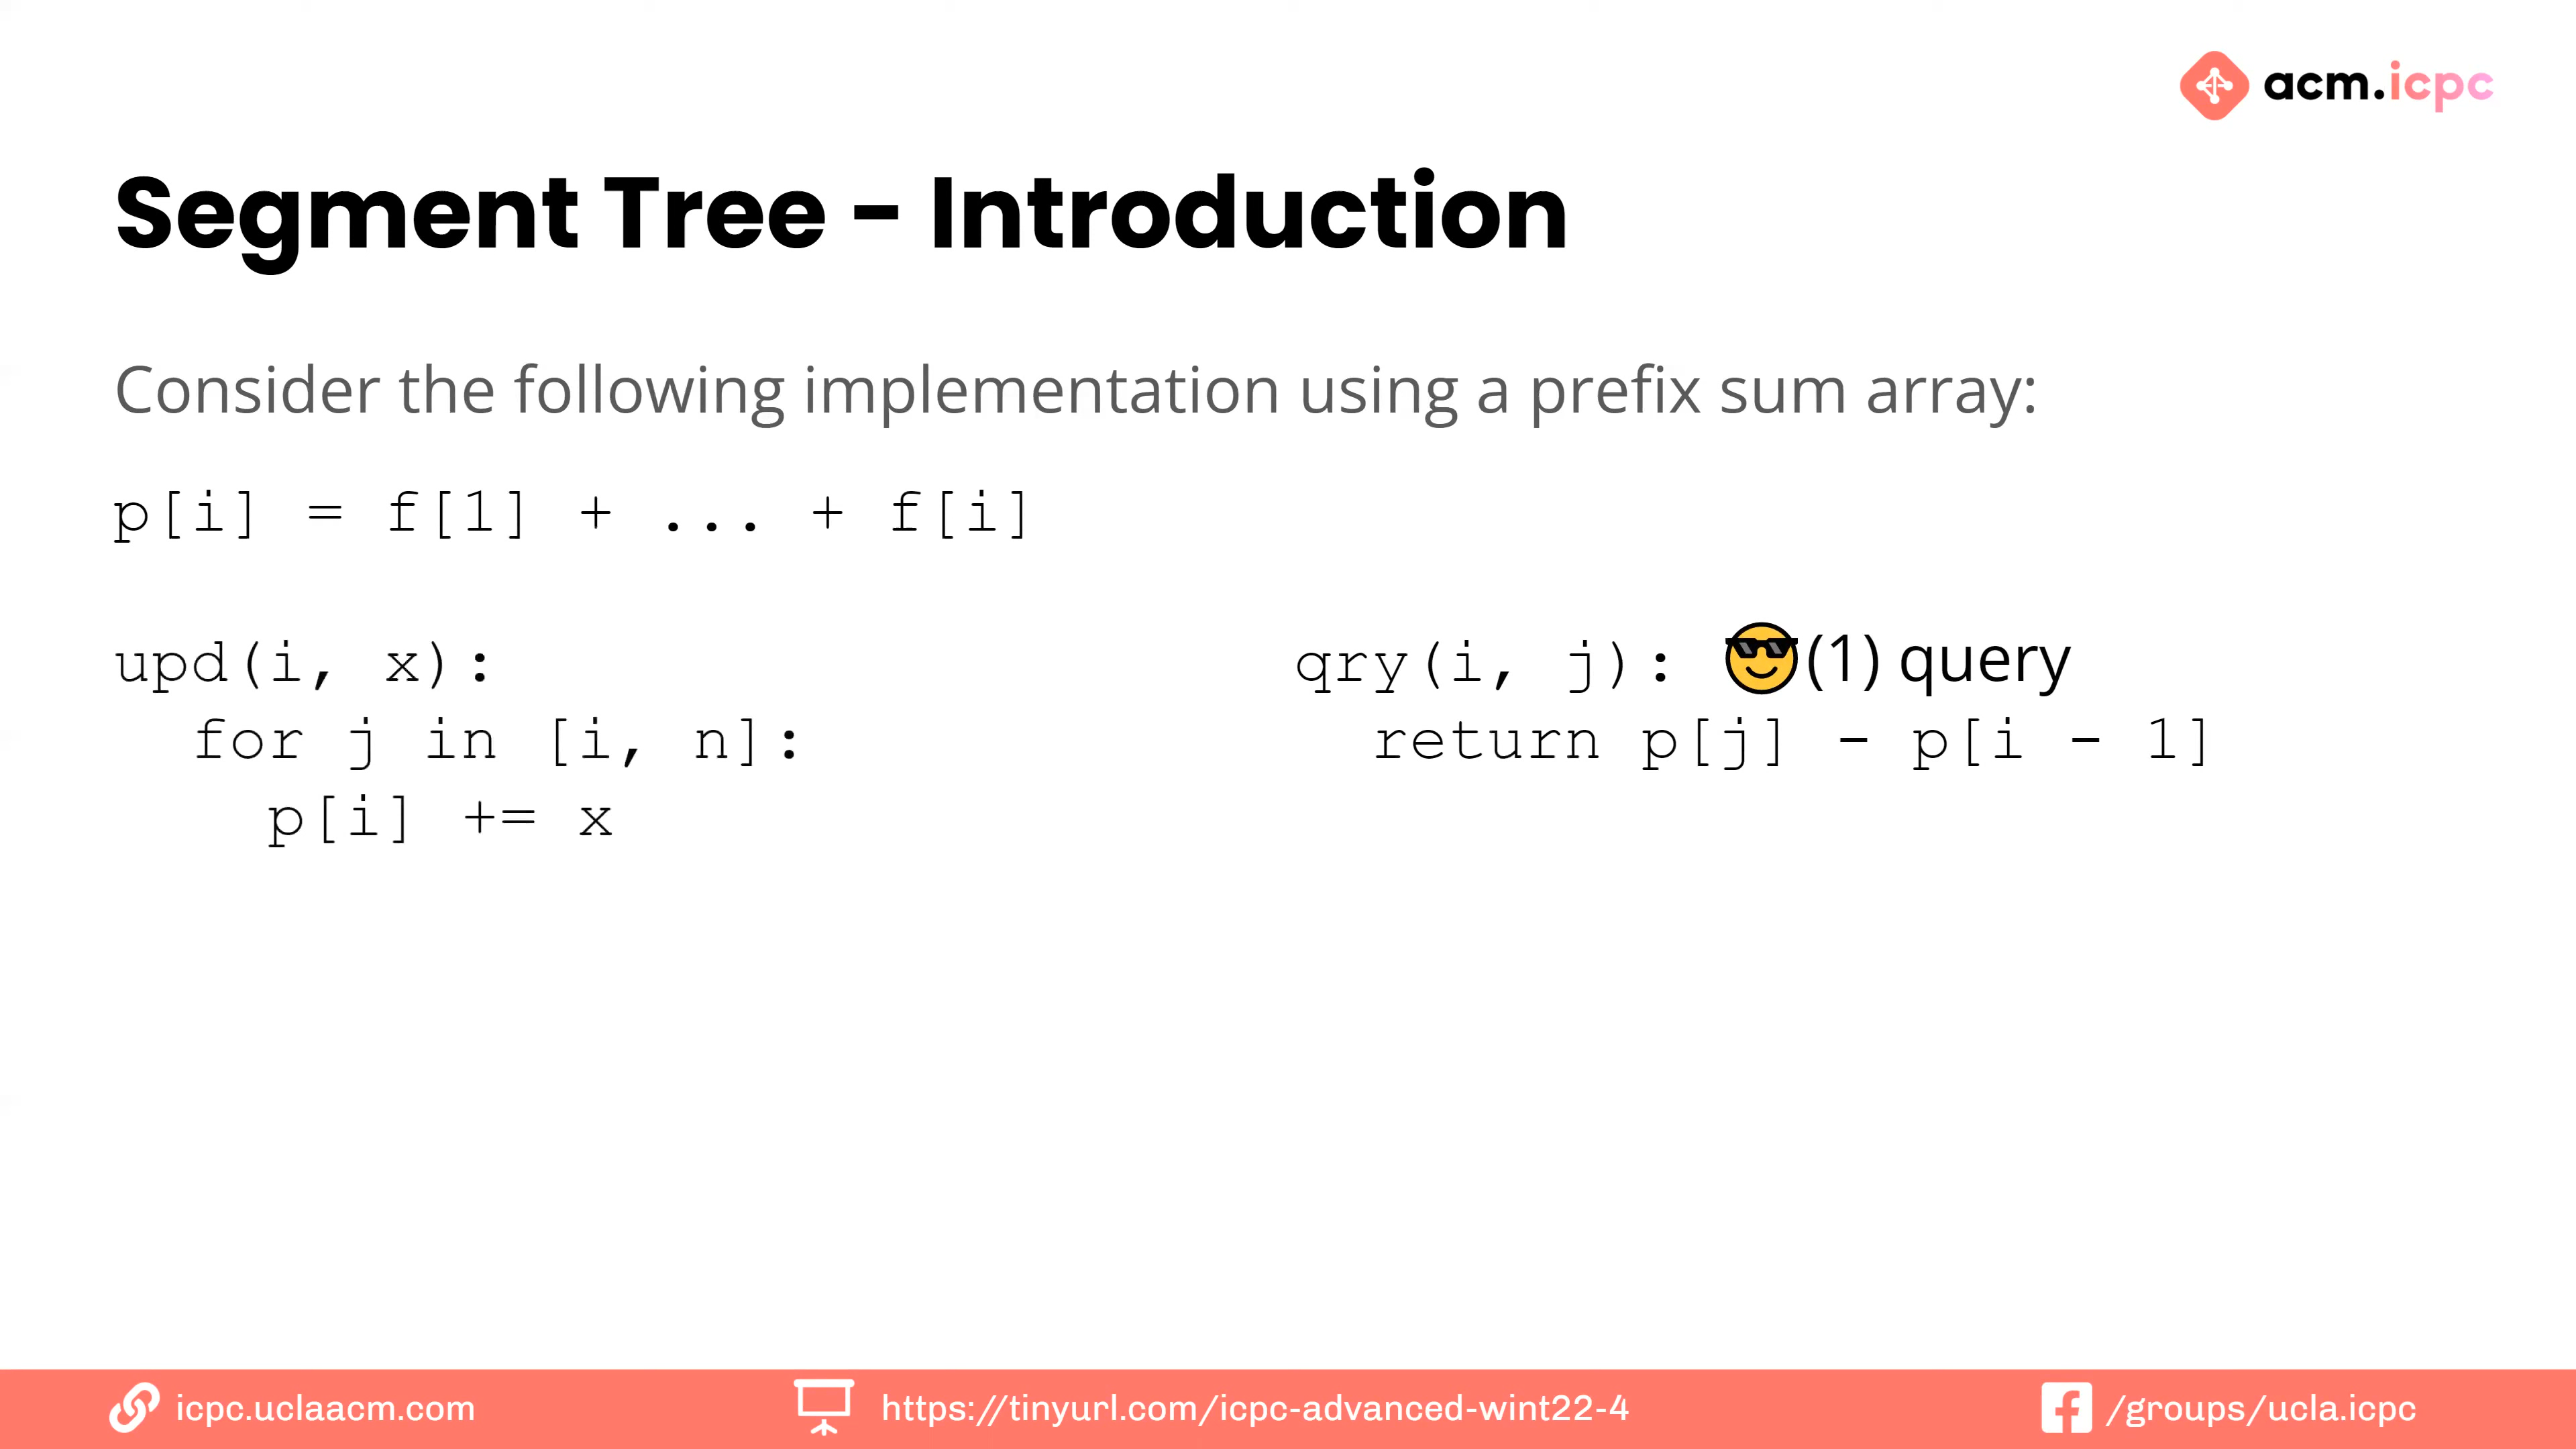 acm.icpc
Segment Tree - Introduction
Consider the following implementation using a prefix sum array:
p[i] = f[1] + ... + f[i]
upd(i, x):
for j in [i, n]:
p[i] += x
qry(i, j): 😎(1) query
return p[j] - p[i - 1]
icpc.uclaacm.com
https://tinyurl.com/icpc-advanced-wint22-4
/groups/ucla.icpc